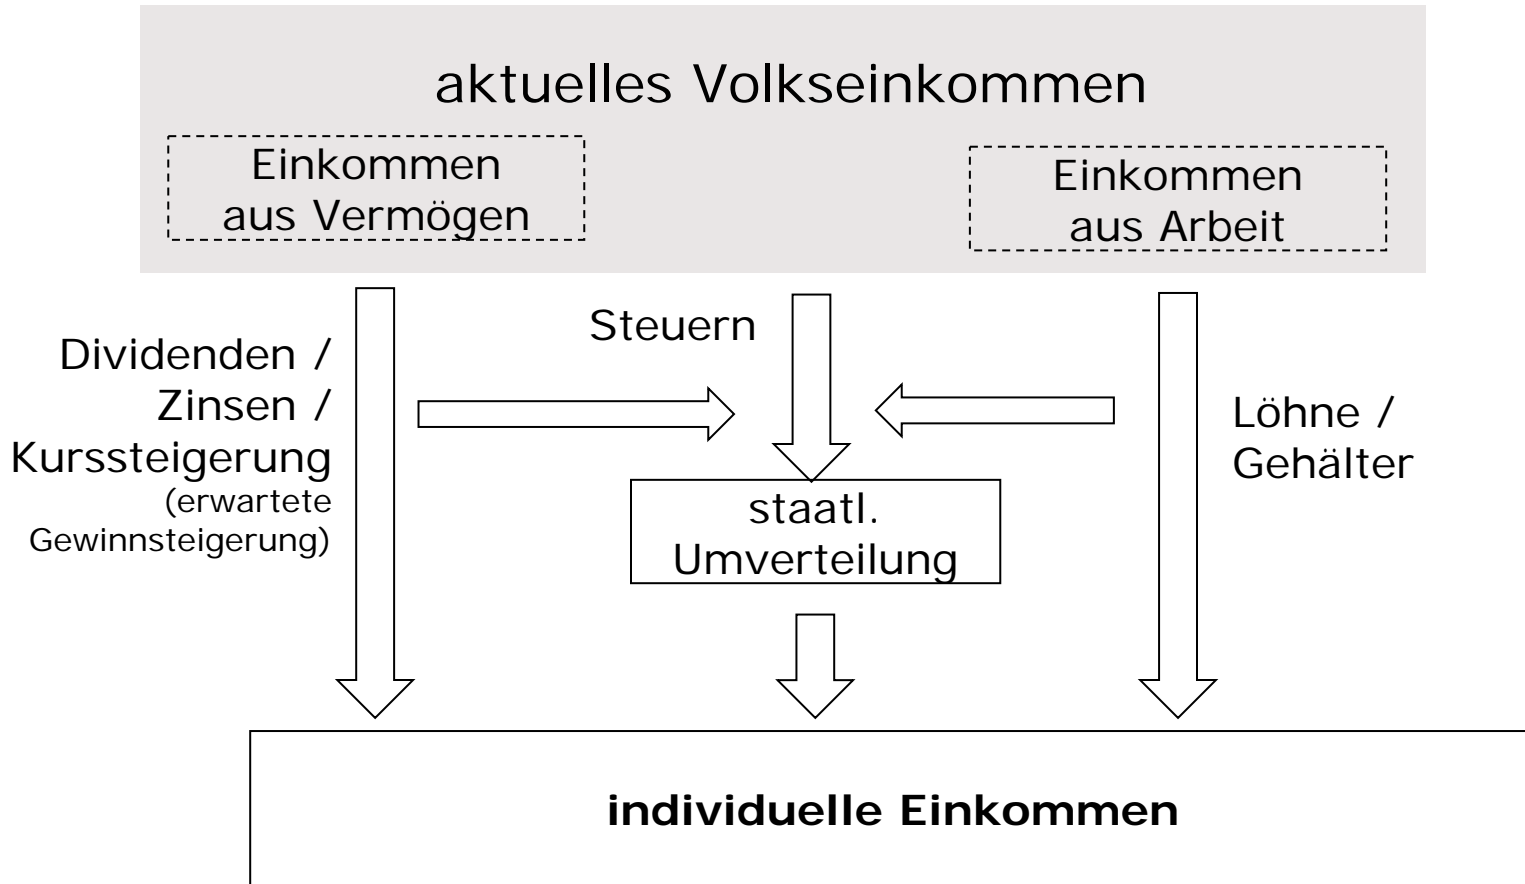 aktuelles Volkseinkommen
Einkommen
aus Vermögen
Einkommen
aus Arbeit
Steuern
Dividenden /
Zinsen /
Kurssteigerung
(erwartete
Gewinnsteigerung)
Löhne /
Gehälter
staatl.
Umverteilung
individuelle Einkommen